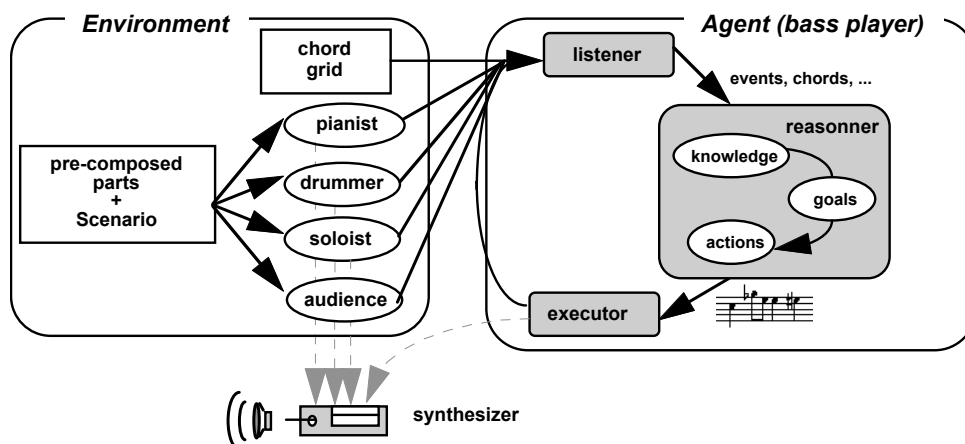 Environment
Agent (bass player)
chord
grid
listener
events, chords, ...
pianist
reasonner
knowledge
pre-composed
parts
+
Scenario
drummer
goals
soloist
actions
audience
executor
synthesizer